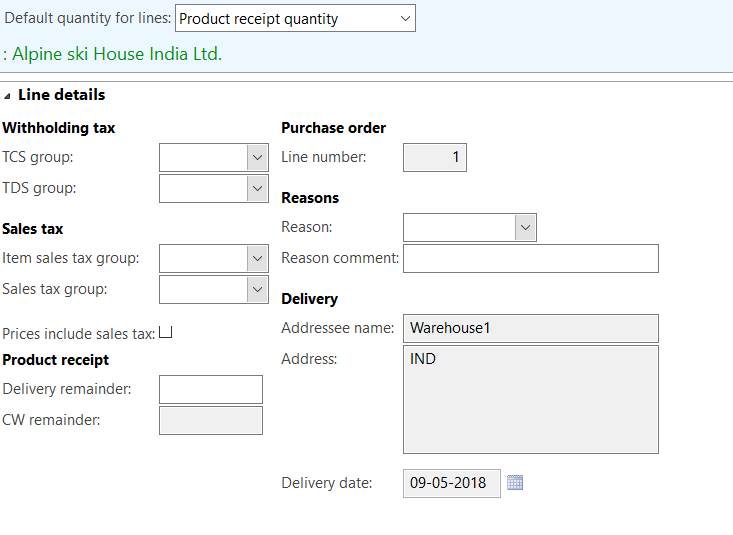 Default quantity for lines: Product receipt quantity
: Alpine ski House India Ltd.
Line details
Withholding tax
TCS group:
TDS group:
Sales tax
Item sales tax group:
Sales tax group:
Prices include sales tax:
Product receipt
Delivery remainder:
CW remainder:
Purchase order
Line number: 1
Reasons
Reason:
Reason comment:
Delivery
Addressee name: Warehouse1
Address: IND
Delivery date: 09-05-2018